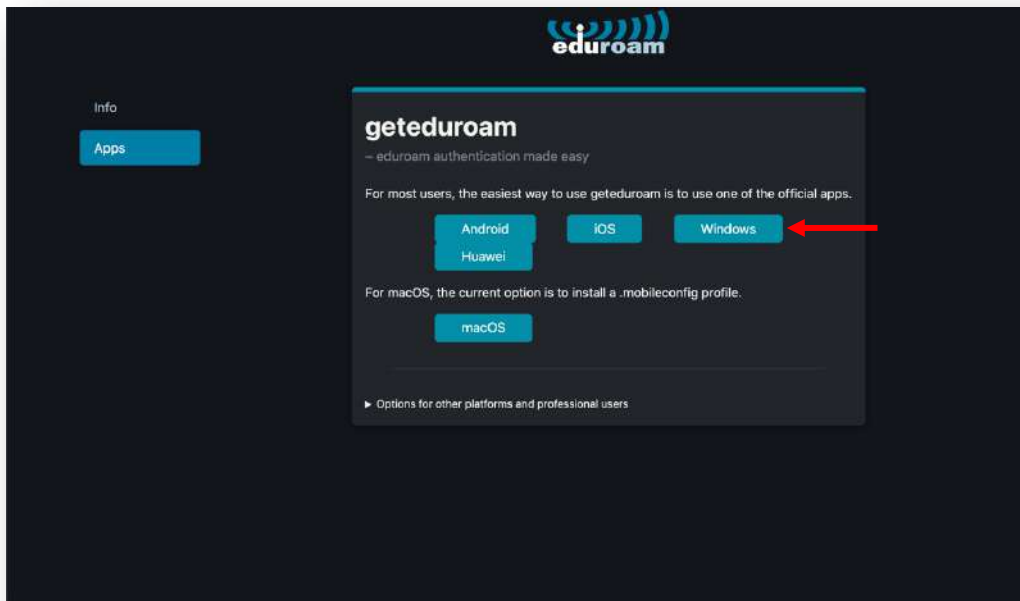 eduroam
Info
Apps
geteduroam
– eduroam authentication made easy
For most users, the easiest way to use geteduroam is to use one of the official apps.
Android iOS Windows
Huawei
For macOS, the current option is to install a .mobileconfig profile.
macOS
► Options for other platforms and professional users